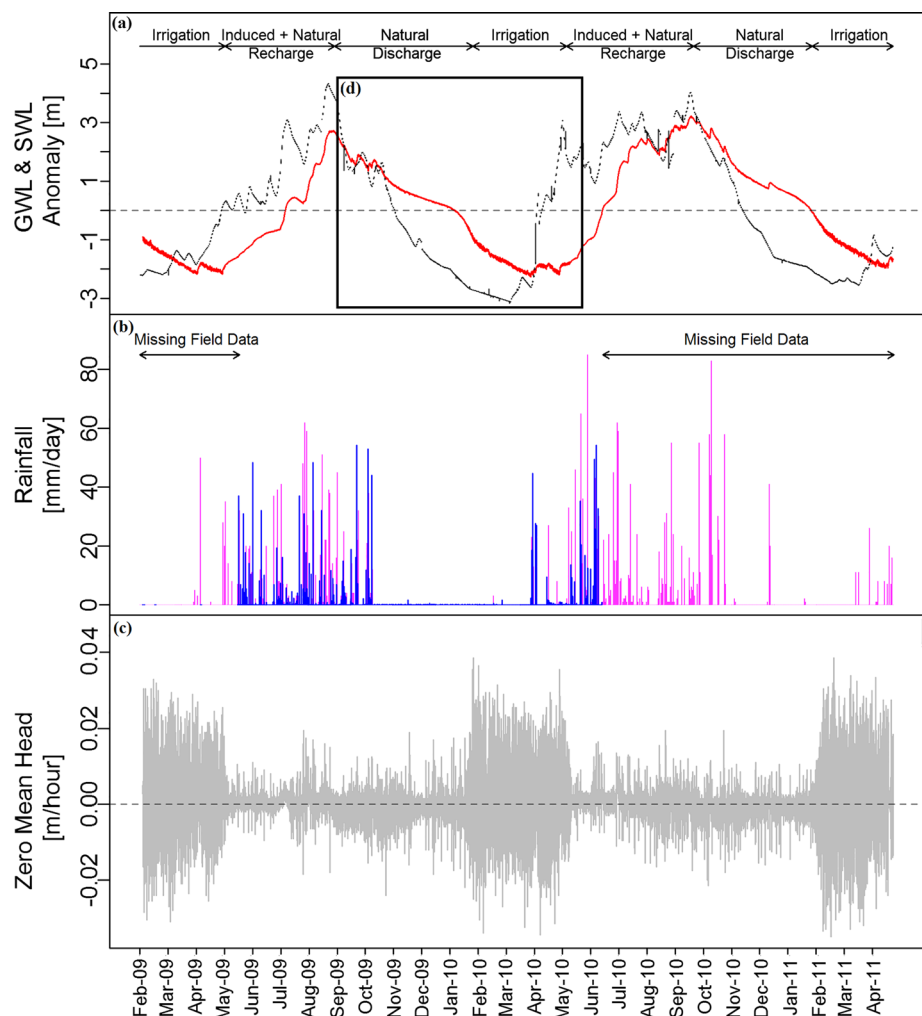 (a)
Irrigation Induced + Natural Natural Irrigation Induced + Natural Natural Irrigation
Recharge Discharge Recharge Discharge
(d)
GWL & SWL
Anomaly [m]
5
3
1
-1
-3
(b)
Missing Field Data Missing Field Data
Rainfall
[mm/day]
80
60
40
20
0
(c)
Zero Mean Head
[m/hour]
0.04
0.02
0.00
-0.02
Feb-09
Mar-09
Apr-09
May-09
Jun-09
Jul-09
Aug-09
Sep-09
Oct-09
Nov-09
Dec-09
Jan-10
Feb-10
Mar-10
Apr-10
May-10
Jun-10
Jul-10
Aug-10
Sep-10
Oct-10
Nov-10
Dec-10
Jan-11
Feb-11
Mar-11
Apr-11